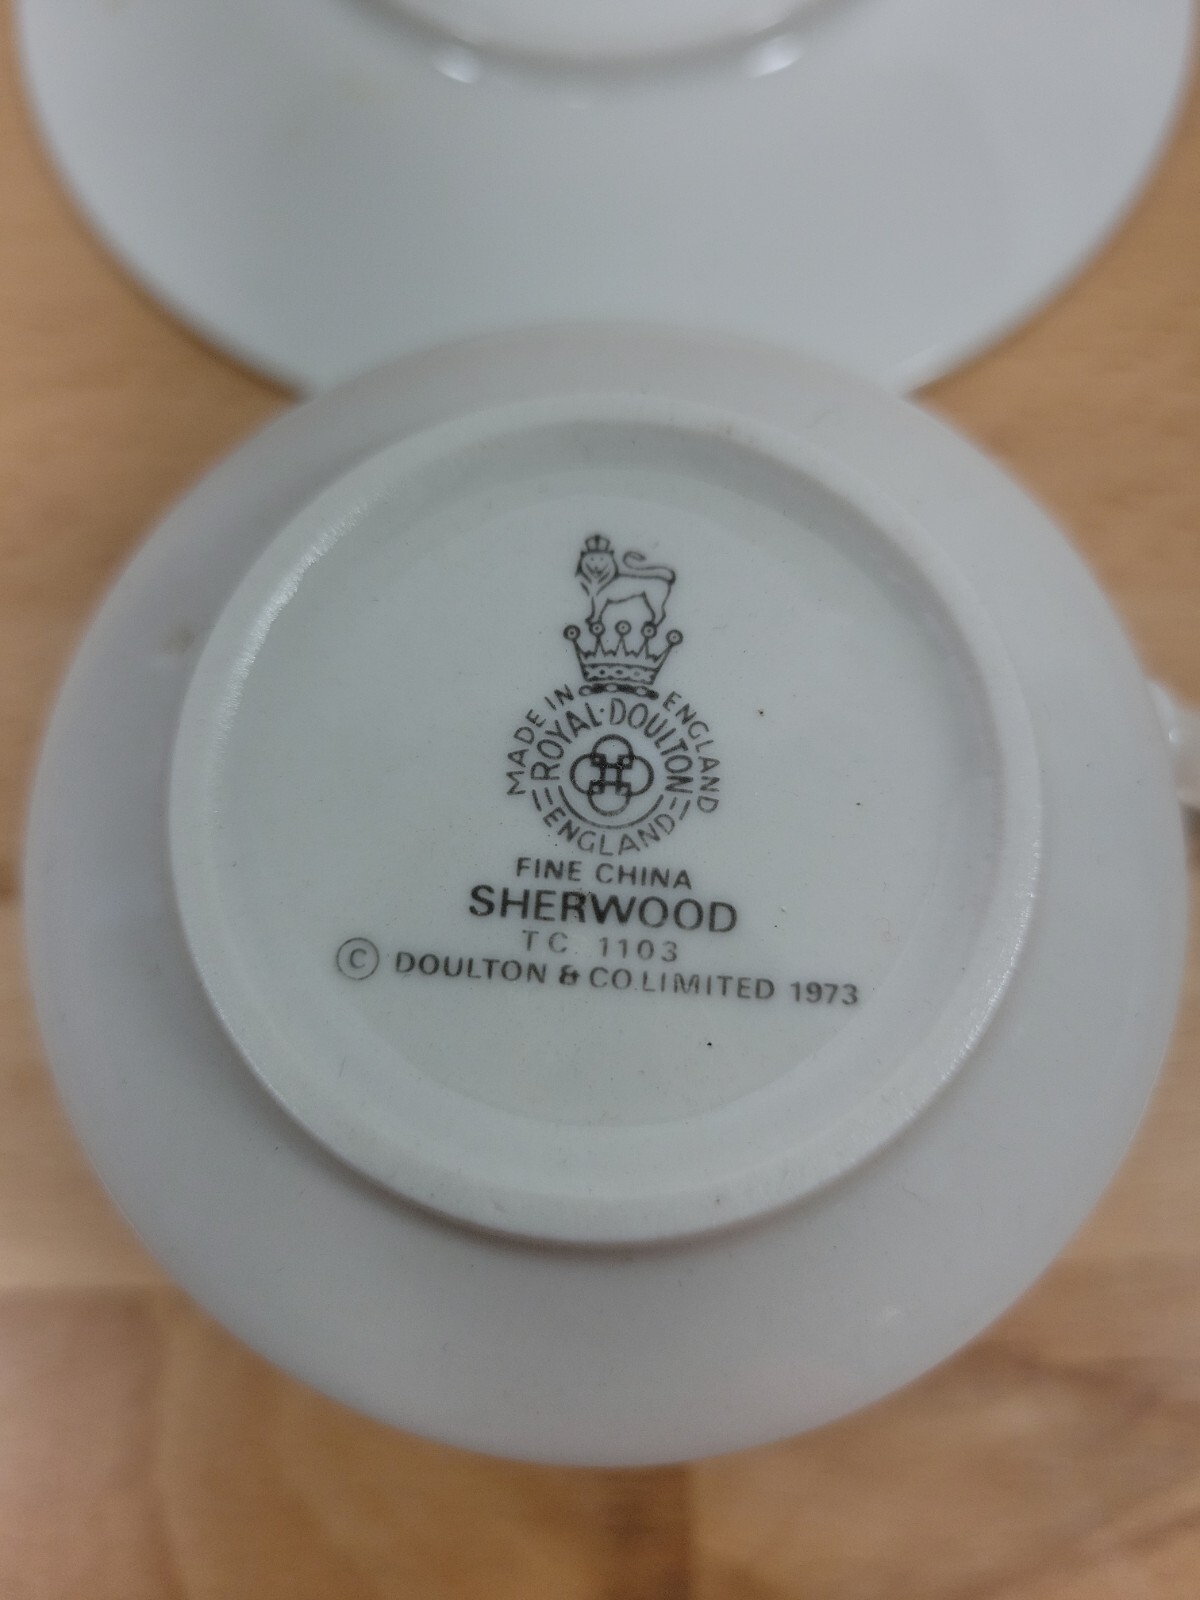 MADE IN ENGLAND
ROYAL·DOULTON
ENGLAND
FINE CHINA
SHERWOOD
T C. 1103
© DOULTON & CO.LIMITED 1973